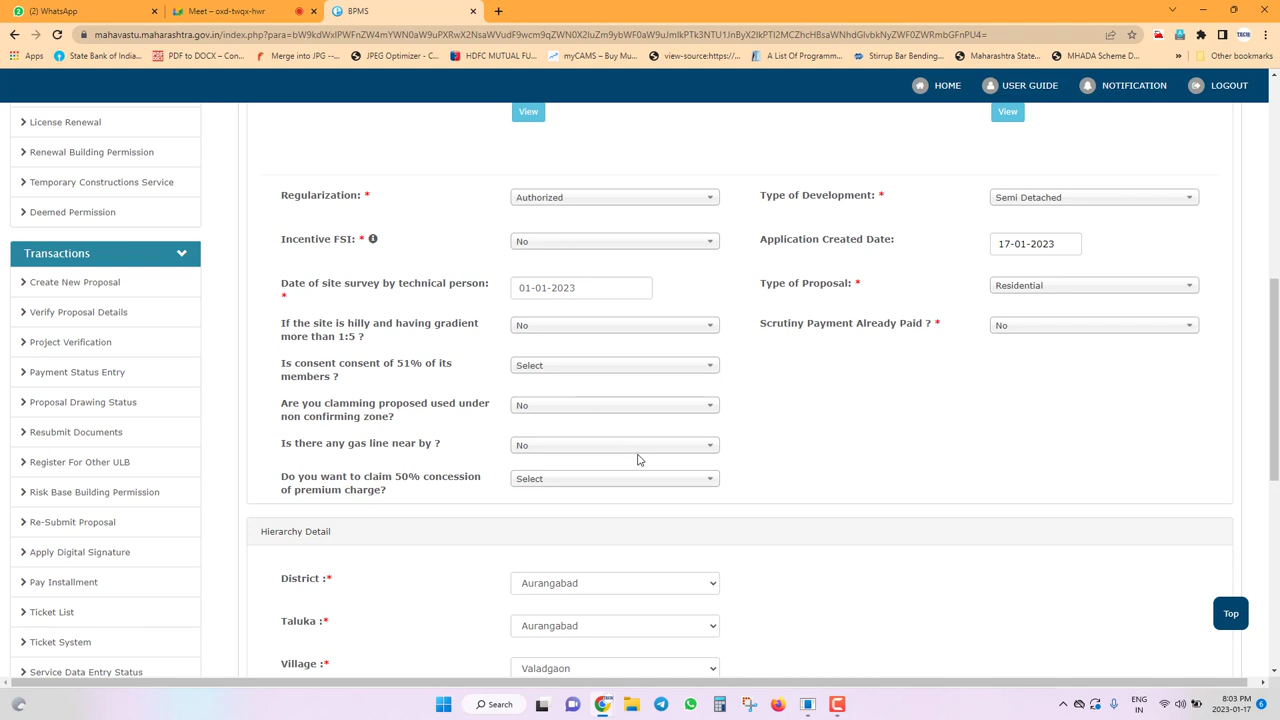 (2) WhatsApp
Meet – oxd-twqx-hwr
BPMS
State Bank of India...
PDF to DOCX – Con...
Merge into JPG --...
JPEG Optimizer - C...
HDFC MUTUAL FU...
myCAMS – Buy Mu...
view-source:https:/...
A List Of Programm...
Stirrup Bar Bending...
Maharashtra State...
MHADA Scheme D...
Other bookmarks
HOME
USER GUIDE
NOTIFICATION
LOGOUT
License Renewal
Renewal Building Permission
Temporary Constructions Service
Deemed Permission
Transactions
Create New Proposal
Verify Proposal Details
Project Verification
Payment Status Entry
Proposal Drawing Status
Resubmit Documents
Register For Other ULB
Risk Base Building Permission
Re-Submit Proposal
Apply Digital Signature
Pay Installment
Ticket List
Ticket System
Service Data Entry Status
View
View
Regularization: *
Authorized
Type of Development: *
Semi Detached
Incentive FSI: *
No
Application Created Date:
17-01-2023
Date of site survey by technical person:
*
01-01-2023
Type of Proposal: *
Residential
If the site is hilly and having gradient
more than 1:5 ?
No
Scrutiny Payment Already Paid ? *
No
Is consent consent of 51% of its
members ?
Select
Are you clamming proposed used under
non confirming zone?
No
Is there any gas line near by ?
No
Do you want to claim 50% concession
of premium charge?
Select
Hierarchy Detail
District :*
Aurangabad
Taluka :*
Aurangabad
Village :*
Valadgaon
Top
Search
ENG
IN
8:03 PM
2023-01-17
6